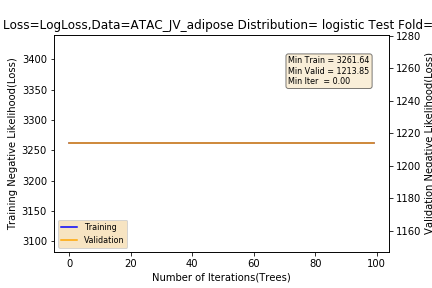 Loss=LogLoss,Data=ATAC_JV_adipose Distribution= logistic Test Fold=
Training Negative Likelihood(Loss)
3400
3350
3300
3250
3200
3150
3100
Min Train = 3261.64
Min Valid = 1213.85
Min Iter = 0.00
Training
Validation
1280
1260
1240
1220
1200
1180
1160
Validation Negative Likelihood(Loss)
0 20 40 60 80 100
Number of Iterations(Trees)